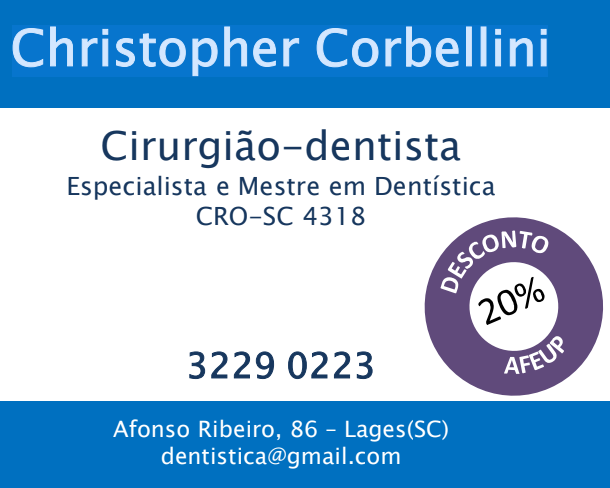 Christopher Corbellini
Cirurgião-dentista
Especialista e Mestre em Dentística
CRO-SC 4318
DESCONTO
20%
AFEUP
3229 0223
Afonso Ribeiro, 86 - Lages(SC)
dentistica@gmail.com